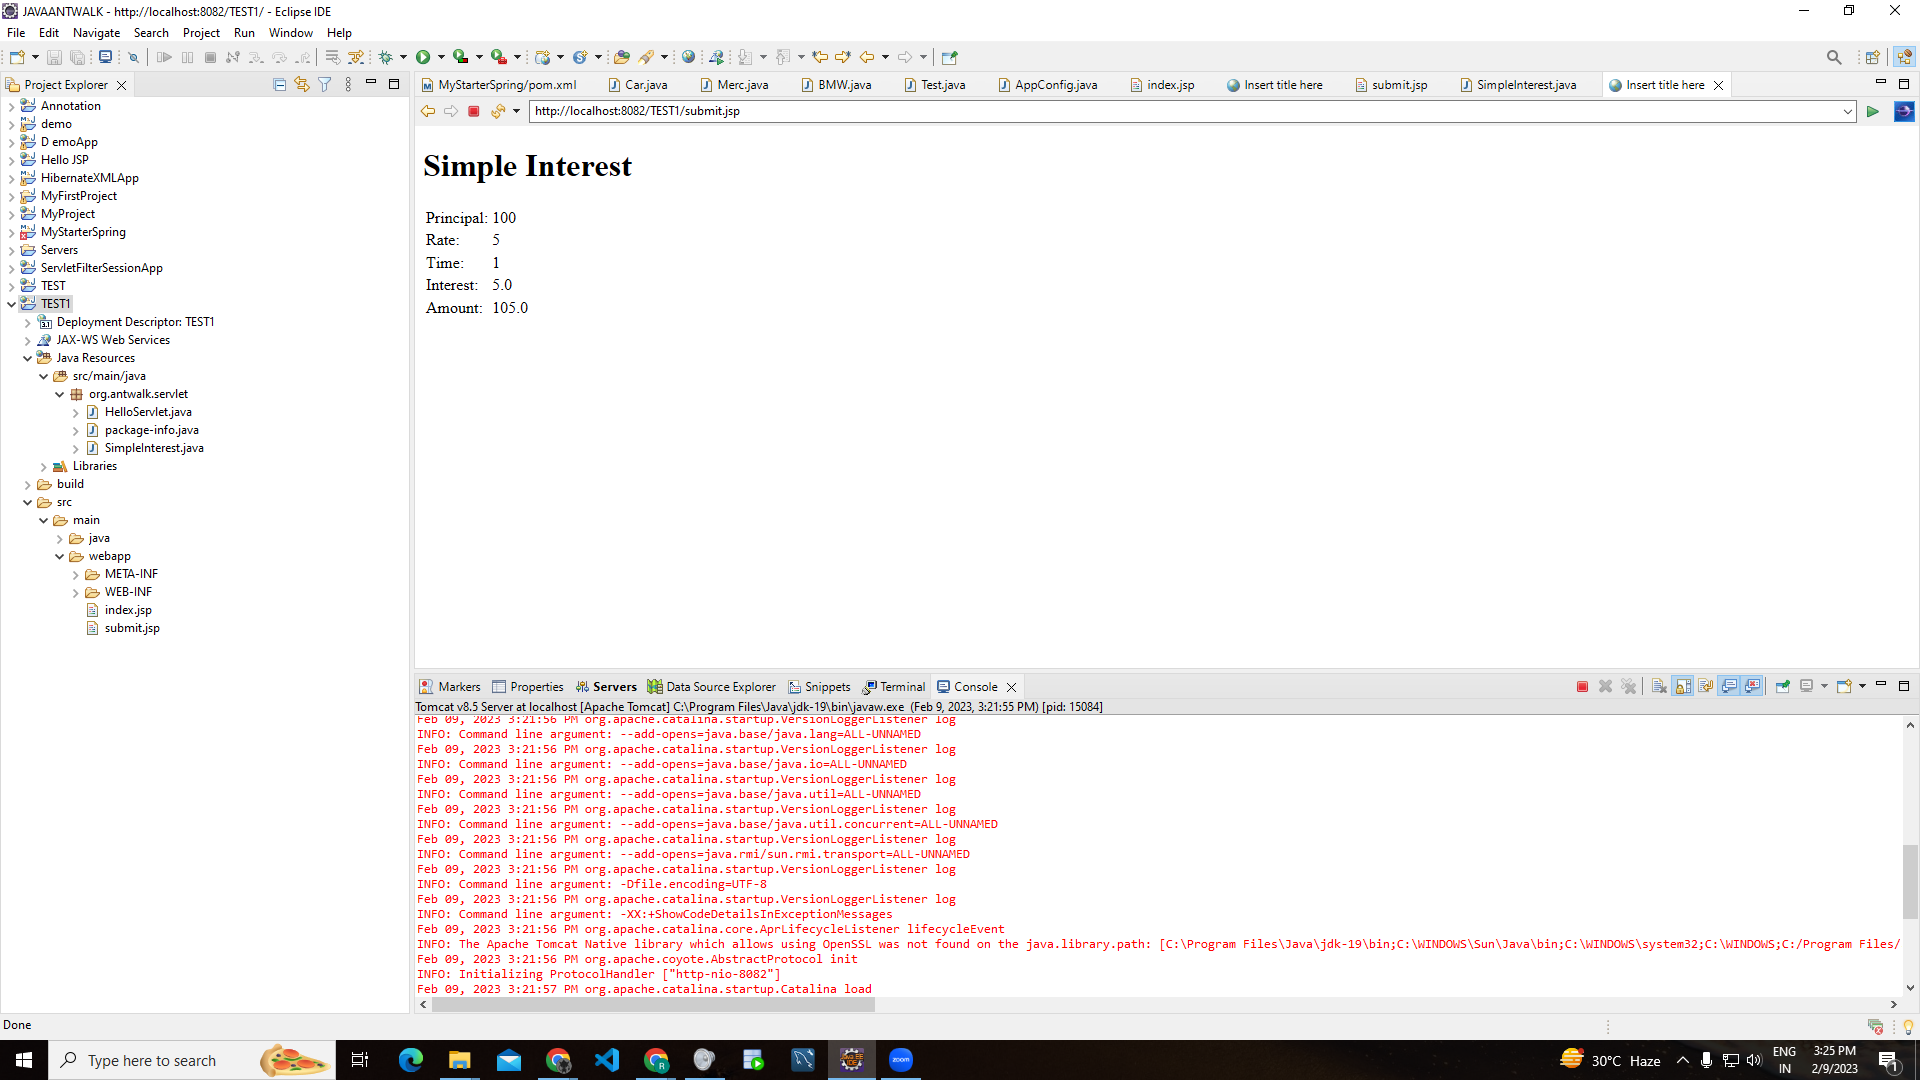 JAVAANTWALK - http://localhost:8082/TEST1/ - Eclipse IDE
File Edit Navigate Search Project Run Window Help
Project Explorer
Annotation
demo
D emoApp
Hello JSP
HibernateXMLApp
MyFirstProject
MyProject
MyStarterSpring
Servers
ServletFilterSessionApp
TEST
TEST1
Deployment Descriptor: TEST1
JAX-WS Web Services
Java Resources
src/main/java
org.antwalk.servlet
HelloServlet.java
package-info.java
SimpleInterest.java
Libraries
build
src
main
java
webapp
META-INF
WEB-INF
index.jsp
submit.jsp
MyStarterSpring/pom.xml Car.java Merc.java BMW.java Test.java AppConfig.java index.jsp Insert title here submit.jsp SimpleInterest.java Insert title here
http://localhost:8082/TEST1/submit.jsp
Simple Interest
Principal: 100
Rate: 5
Time: 1
Interest: 5.0
Amount: 105.0
Markers Properties Servers Data Source Explorer Snippets Terminal Console
Tomcat v8.5 Server at localhost [Apache Tomcat] C:\Program Files\Java\jdk-19\bin\javaw.exe (Feb 9, 2023, 3:21:55 PM) [pid: 15084]
Feb 09, 2023 3:21:56 PM org.apache.catalina.startup.VersionLoggerListener log
INFO: Command line argument: --add-opens=java.base/java.lang=ALL-UNNAMED
Feb 09, 2023 3:21:56 PM org.apache.catalina.startup.VersionLoggerListener log
INFO: Command line argument: --add-opens=java.base/java.io=ALL-UNNAMED
Feb 09, 2023 3:21:56 PM org.apache.catalina.startup.VersionLoggerListener log
INFO: Command line argument: --add-opens=java.base/java.util=ALL-UNNAMED
Feb 09, 2023 3:21:56 PM org.apache.catalina.startup.VersionLoggerListener log
INFO: Command line argument: --add-opens=java.base/java.util.concurrent=ALL-UNNAMED
Feb 09, 2023 3:21:56 PM org.apache.catalina.startup.VersionLoggerListener log
INFO: Command line argument: --add-opens=java.rmi/sun.rmi.transport=ALL-UNNAMED
Feb 09, 2023 3:21:56 PM org.apache.catalina.startup.VersionLoggerListener log
INFO: Command line argument: -Dfile.encoding=UTF-8
Feb 09, 2023 3:21:56 PM org.apache.catalina.startup.VersionLoggerListener log
INFO: Command line argument: -XX:+ShowCodeDetailsInExceptionMessages
Feb 09, 2023 3:21:56 PM org.apache.catalina.core.AprLifecycleListener lifecycleEvent
INFO: The Apache Tomcat Native library which allows using OpenSSL was not found on the java.library.path: [C:\Program Files\Java\jdk-19\bin;C:\WINDOWS\Sun\Java\bin;C:\WINDOWS\system32;C:\WINDOWS;C:/Program Files/
Feb 09, 2023 3:21:56 PM org.apache.coyote.AbstractProtocol init
INFO: Initializing ProtocolHandler ["http-nio-8082"]
Feb 09, 2023 3:21:57 PM org.apache.catalina.startup.Catalina load
Done
Type here to search
zoom
30°C Haze
ENG
IN
3:25 PM
2/9/2023
1